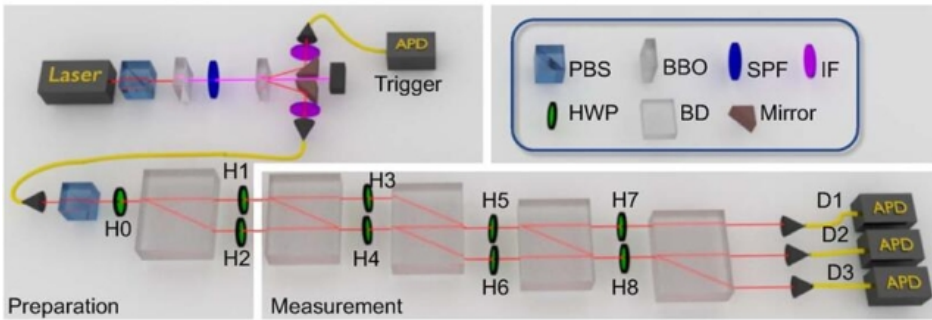 Laser
APD
Trigger
PBS
BBO
SPF
IF
HWP
BD
Mirror
H0
H1
H2
H3
H4
H5
H6
H7
H8
D1
APD
D2
APD
D3
APD
Preparation
Measurement